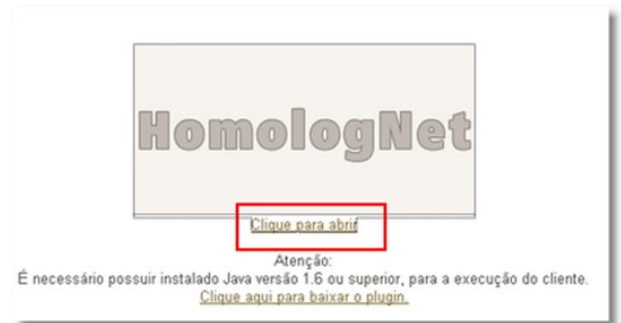 HomologNet
Clique para abrir
Atenção:
É necessário possuir instalado Java versão 1.6 ou superior, para a execução do cliente.
Clique aqui para baixar o plugin.